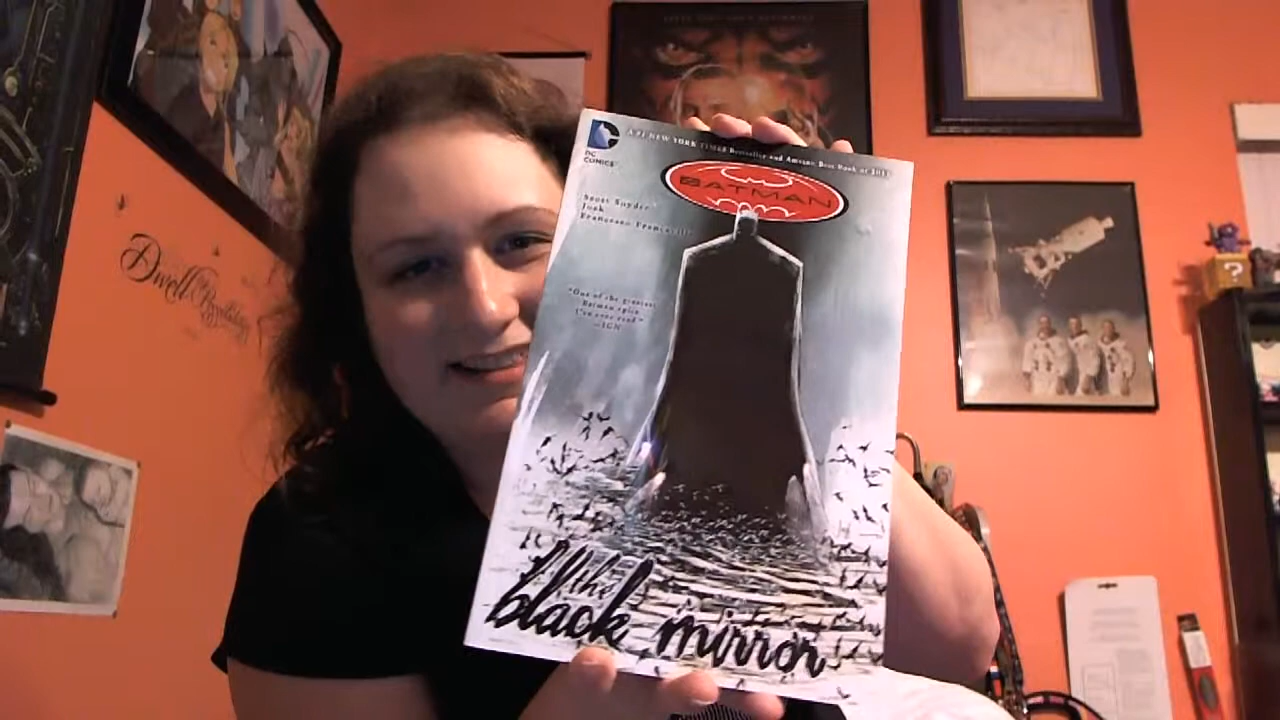 A #1 NEW YORK TIMES Bestseller and Amazon Best Book of 2011
DC
COMICS
BATMAN
Scott Snyder
Jock
Francesco Francavilla
"One of the greatest
Batman epics
I've ever read."
—IGN
the
black mirror
Dwell
?